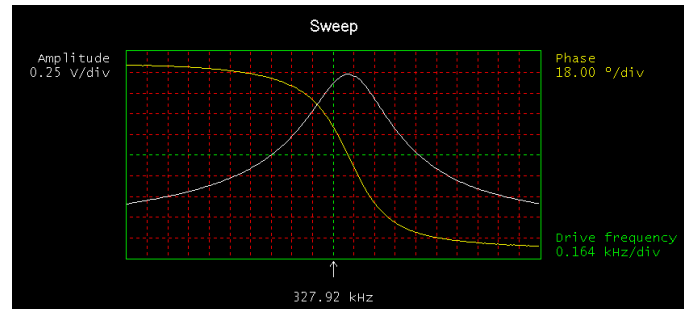 Sweep
Amplitude
0.25 V/div
Phase
18.00 º/div
Drive frequency
0.164 kHz/div
327.92 kHz